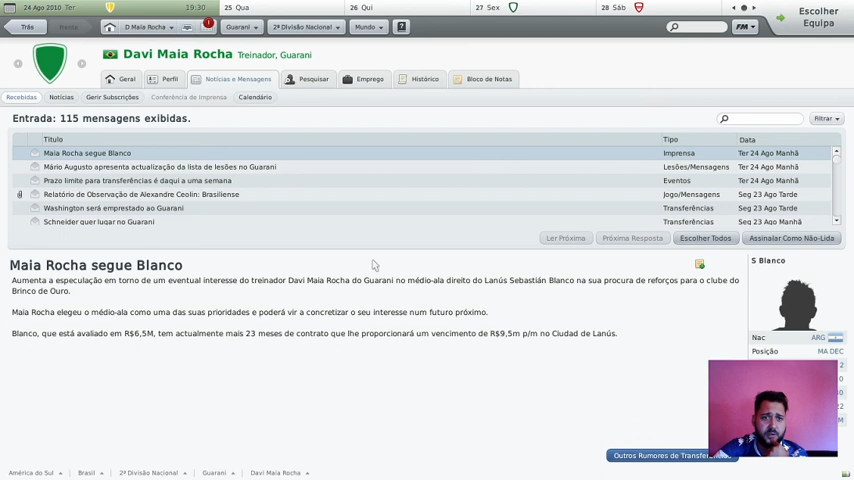 24 Ago 2010 Ter 19:30 25 Qua 26 Qui 27 Sex 28 Sáb Escolher Equipa
Trás D Maia Rocha Guarani 2ª Divisão Nacional Mundo ? FM
Davi Maia Rocha Treinador, Guarani
Geral Perfil Notícias e Mensagens Pesquisar Emprego Histórico Bloco de Notas
Recebidas Notícias Gerir Subscrições Conferência de Imprensa Calendário
Entrada: 115 mensagens exibidas. Filtrar
Título Tipo Data
Maia Rocha segue Blanco Imprensa Ter 24 Ago Manhã
Mário Augusto apresenta actualização da lista de lesões no Guarani Lesões/Mensagens Ter 24 Ago Manhã
Prazo limite para transferências é daqui a uma semana Eventos Ter 24 Ago Manhã
Relatório de Observação de Alexandre Ceolin: Brasiliense Jogo/Mensagens Seg 23 Ago Tarde
Washington será emprestado ao Guarani Transferências Seg 23 Ago Tarde
Schneider quer lugar no Guarani Transferências Seg 23 Ago Manhã
Ler Próxima Próxima Resposta Escolher Todos Assinalar Como Não-Lida
Maia Rocha segue Blanco
Aumenta a especulação em torno de um eventual interesse do treinador Davi Maia Rocha do Guarani no médio-ala direito do Lanús Sebastián Blanco na sua procura de reforços para o clube do
Brinco de Ouro.
Maia Rocha elegeu o médio-ala como uma das suas prioridades e poderá vir a concretizar o seu interesse num futuro próximo.
Blanco, que está avaliado em R$6,5M, tem actualmente mais 23 meses de contrato que lhe proporcionará um vencimento de R$9,5m p/m no Ciudad de Lanús.
S Blanco
Nac ARG
Posição MA DEC
2
0
22
M
Outros Rumores de
América do Sul Brasil 2ª Divisão Nacional Guarani Davi Maia Rocha